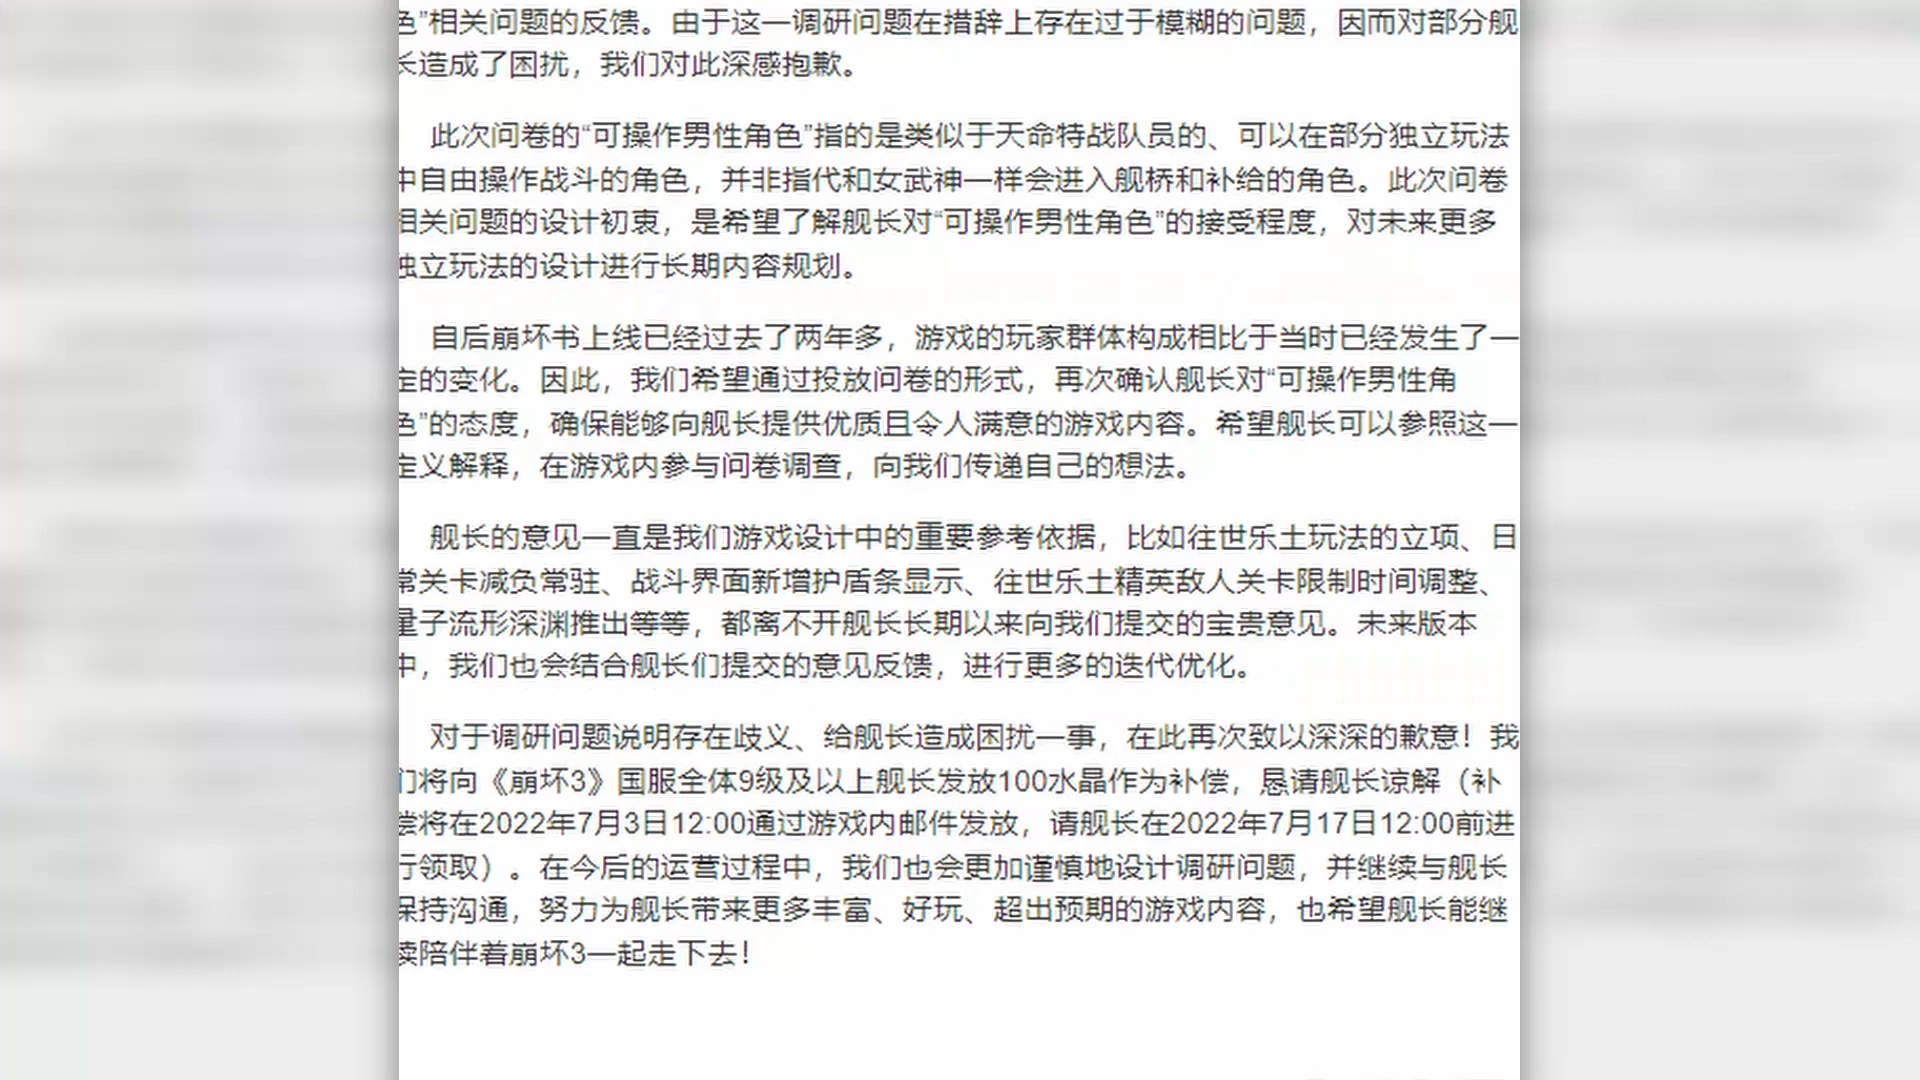 色”相关问题的反馈。由于这一调研问题在措辞上存在过于模糊的问题，因而对部分舰
长造成了困扰，我们对此深感抱歉。
此次问卷的“可操作男性角色”指的是类似于天命特战队员的、可以在部分独立玩法
中自由操作战斗的角色，并非指代和女武神一样会进入舰桥和补给的角色。此次问卷
相关问题的设计初衷，是希望了解舰长对“可操作男性角色”的接受程度，对未来更多
独立玩法的设计进行长期内容规划。
自后崩坏书上线已经过去了两年多，游戏的玩家群体构成相比于当时已经发生了一
定的变化。因此，我们希望通过投放问卷的形式，再次确认舰长对“可操作男性角
色”的态度，确保能够向舰长提供优质且令人满意的游戏内容。希望舰长可以参照这一
定义解释，在游戏内参与问卷调查，向我们传递自己的想法。
舰长的意见一直是我们游戏设计中的重要参考依据，比如往世乐土玩法的立项、日
常关卡减负常驻、战斗界面新增护盾条显示、往世乐土精英敌人关卡限制时间调整、
量子流形深渊推出等等，都离不开舰长长期以来向我们提交的宝贵意见。未来版本
中，我们也会结合舰长们提交的意见反馈，进行更多的迭代优化。
对于调研问题说明存在歧义、给舰长造成困扰一事，在此再次致以深深的歉意！我
们将向《崩坏3》国服全体9级及以上舰长发放100水晶作为补偿，恳请舰长谅解（补
偿将在2022年7月3日12:00通过游戏内邮件发放，请舰长在2022年7月17日12:00前进
行领取）。在今后的运营过程中，我们也会更加谨慎地设计调研问题，并继续与舰长
保持沟通，努力为舰长带来更多丰富、好玩、超出预期的游戏内容，也希望舰长能继
续陪伴着崩坏3一起走下去！